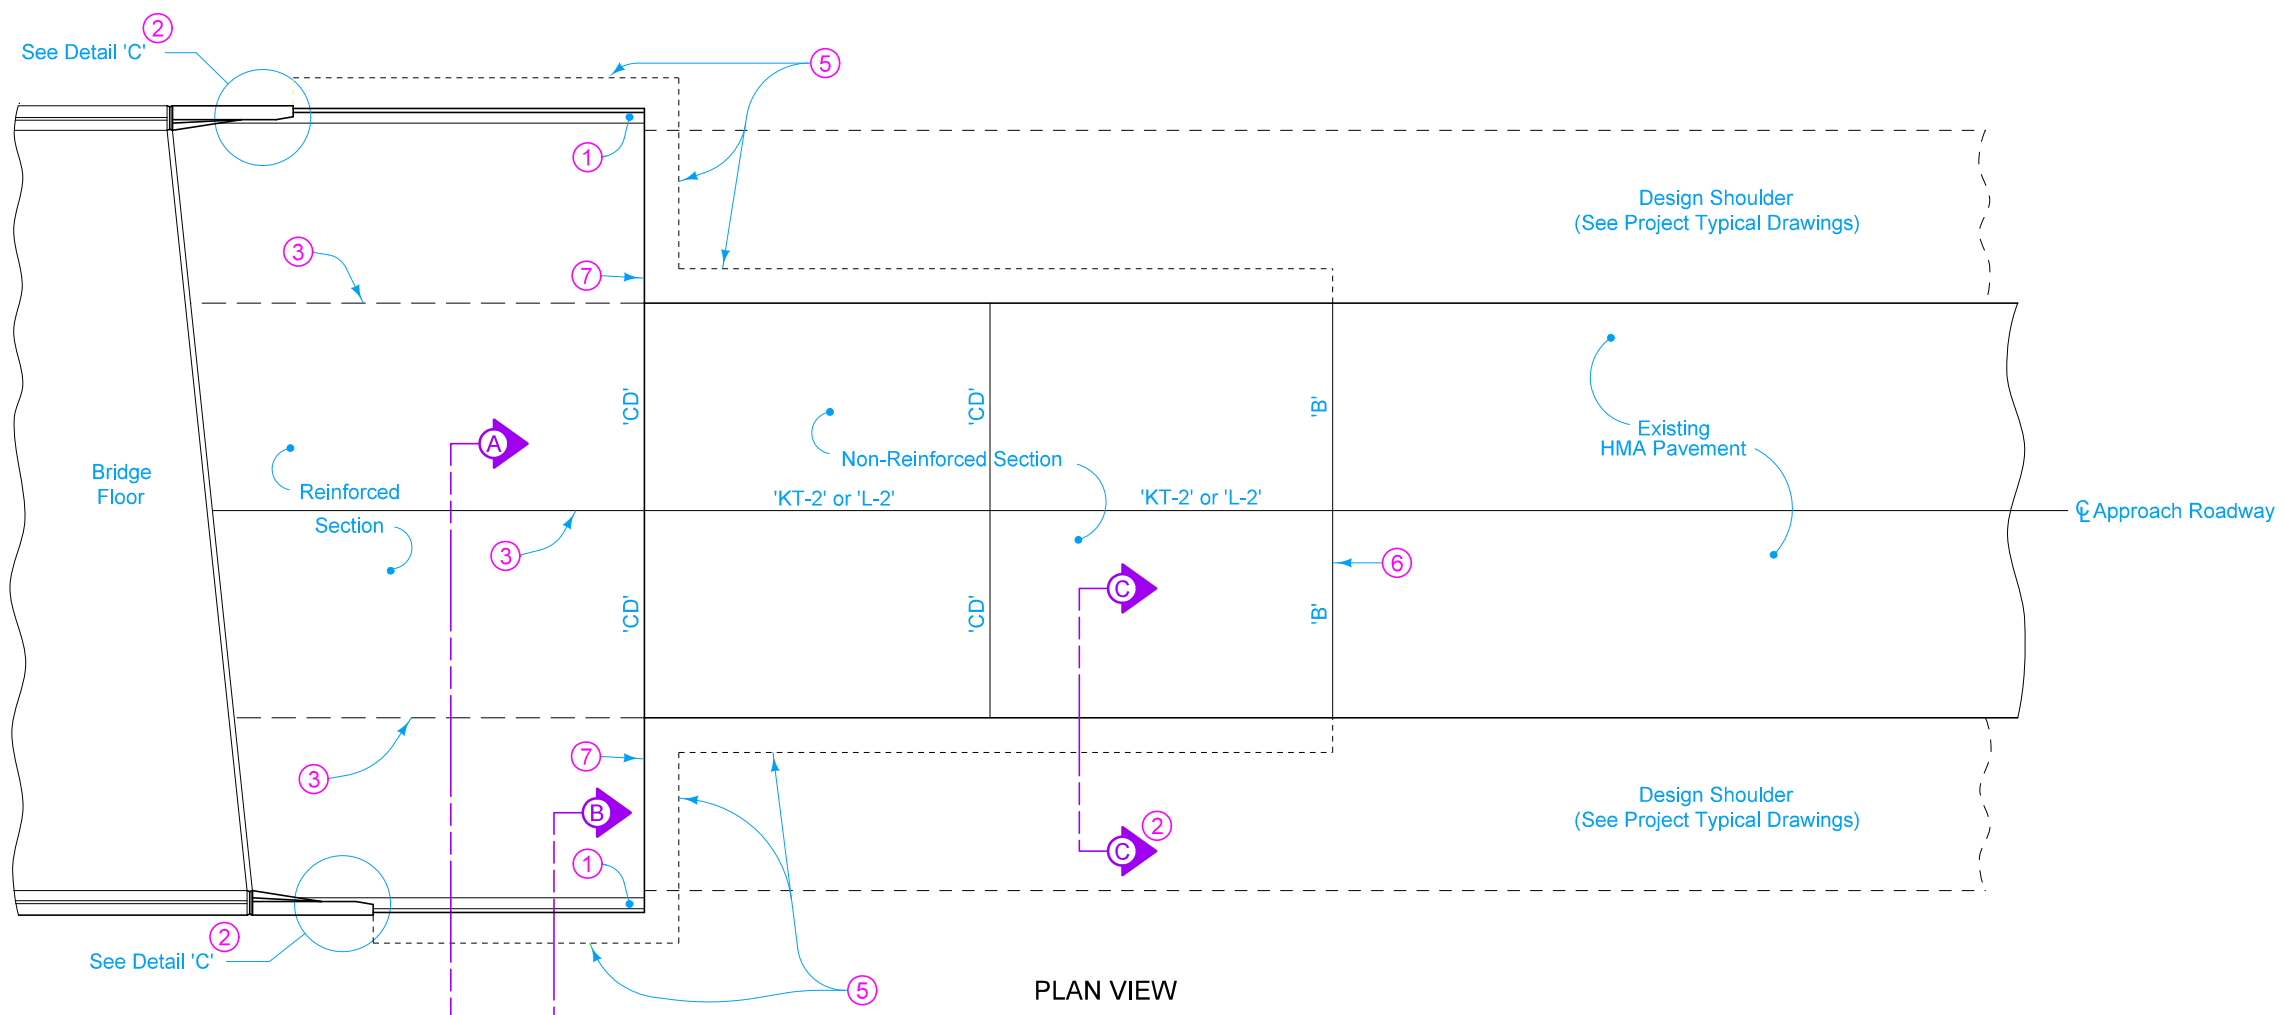 2
See Detail 'C'
5
1
Design Shoulder
(See Project Typical Drawings)
3
7
'CD'
'CD'
'B'
A
Existing
HMA Pavement
Non-Reinforced Section
Bridge
Floor
Reinforced
Section
'KT-2' or 'L-2'
'KT-2' or 'L-2'
℄ Approach Roadway
3
6
C
'CD'
'CD'
'B'
7
3
B
Design Shoulder
(See Project Typical Drawings)
2
C
1
2
See Detail 'C'
5
PLAN VIEW